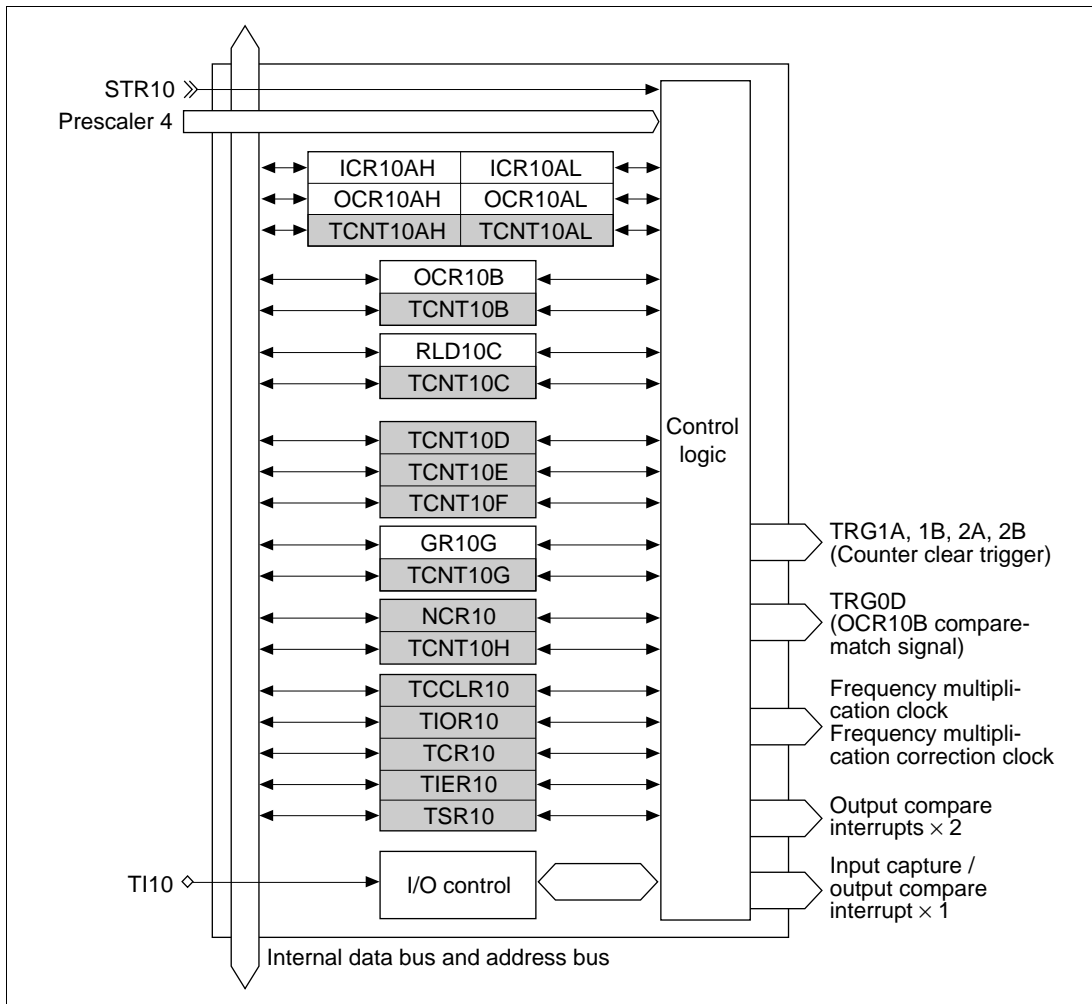 STR10
Prescaler 4
ICR10AH ICR10AL
OCR10AH OCR10AL
TCNT10AH TCNT10AL
OCR10B
TCNT10B
RLD10C
TCNT10C
TCNT10D
TCNT10E
TCNT10F
GR10G
TCNT10G
NCR10
TCNT10H
TCCLR10
TIOR10
TCR10
TIER10
TSR10
TI10
I/O control
Control
logic
TRG1A, 1B, 2A, 2B
(Counter clear trigger)
TRG0D
(OCR10B compare-
match signal)
Frequency multipli-
cation clock
Frequency multipli-
cation correction clock
Output compare
interrupts × 2
Input capture /
output compare
interrupt × 1
Internal data bus and address bus